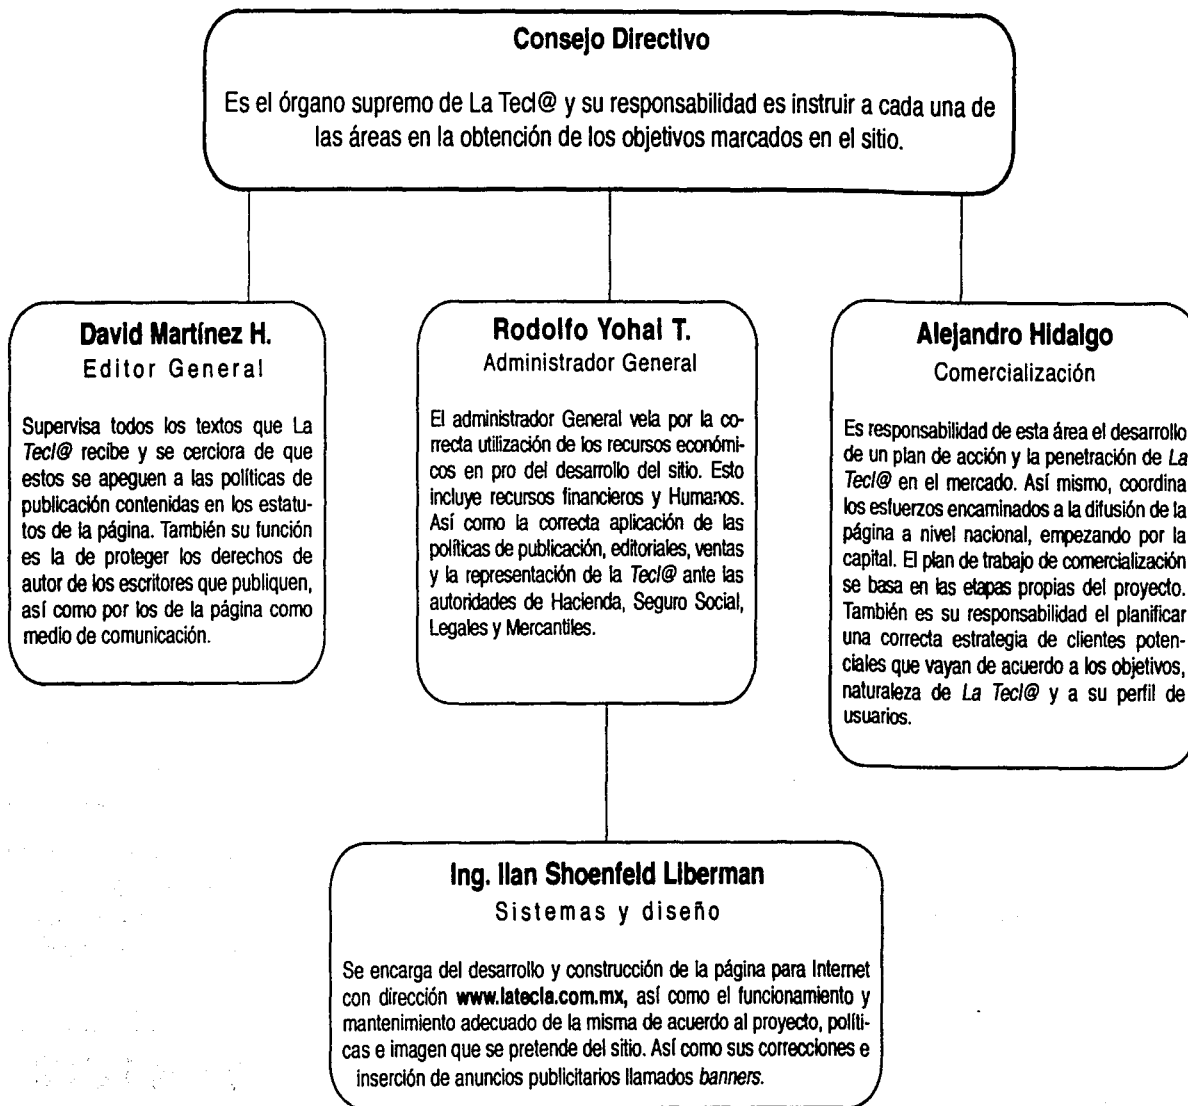 Consejo Directivo
Es el órgano supremo de La Tecl@ y su responsabilidad es instruir a cada una de
las áreas en la obtención de los objetivos marcados en el sitio.
David Martínez H.
Editor General
Supervisa todos los textos que La
Tecl@ recibe y se cerciora de que
estos se apeguen a las políticas de
publicación contenidas en los estatu-
tos de la página. También su función
es la de proteger los derechos de
autor de los escritores que publiquen,
así como por los de la página como
medio de comunicación.
Rodolfo Yohai T.
Administrador General
El administrador General vela por la co-
rrecta utilización de los recursos económi-
cos en pro del desarrollo del sitio. Esto
incluye recursos financieros y Humanos.
Así como la correcta aplicación de las
políticas de publicación, editoriales, ventas
y la representación de la Tecl@ ante las
autoridades de Hacienda, Seguro Social,
Legales y Mercantiles.
Alejandro Hidalgo
Comercialización
Es responsabilidad de esta área el desarrollo
de un plan de acción y la penetración de La
Tecl@ en el mercado. Así mismo, coordina
los esfuerzos encaminados a la difusión de la
página a nivel nacional, empezando por la
capital. El plan de trabajo de comercialización
se basa en las etapas propias del proyecto.
También es su responsabilidad el planificar
una correcta estrategia de clientes poten-
ciales que vayan de acuerdo a los objetivos,
naturaleza de La Tecl@ y a su perfil de
usuarios.
Ing. Ilan Shoenfeld Liberman
Sistemas y diseño
Se encarga del desarrollo y construcción de la página para Internet
con dirección www.latecla.com.mx, así como el funcionamiento y
mantenimiento adecuado de la misma de acuerdo al proyecto, políti-
cas e imagen que se pretende del sitio. Así como sus correcciones e
inserción de anuncios publicitarios llamados banners.